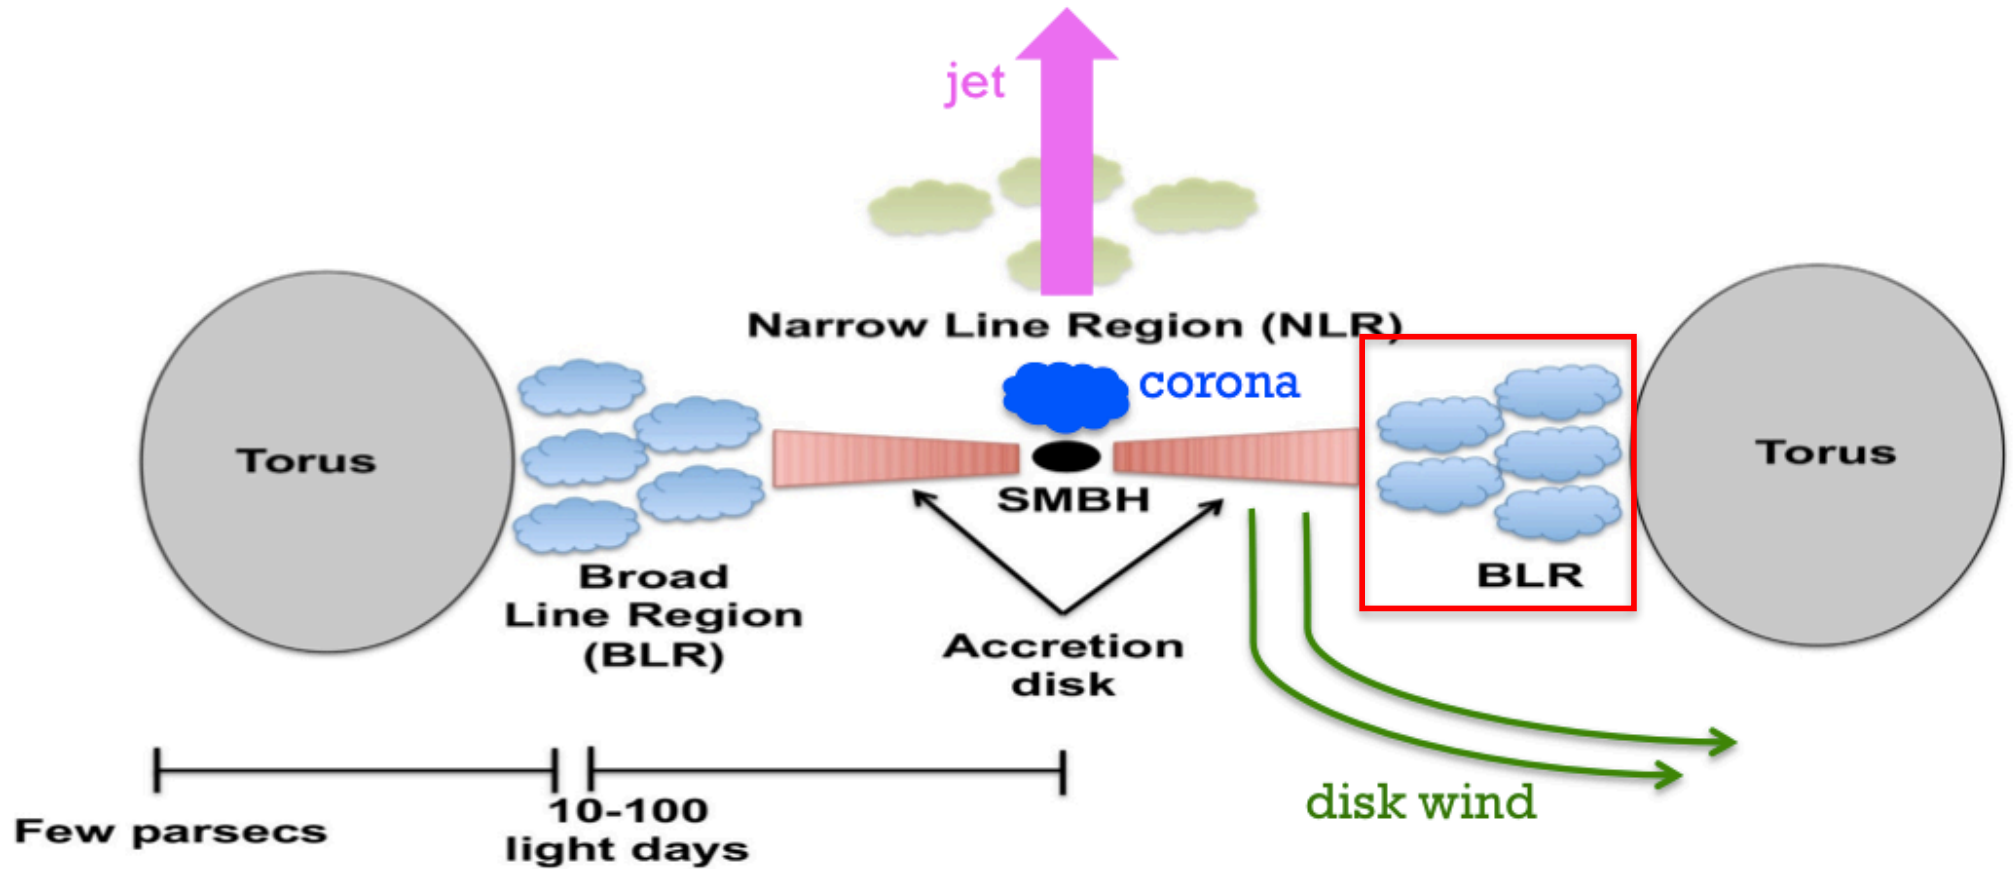 jet
Narrow Line Region (NLR)
corona
Torus
Torus
SMBH
Broad
Line Region
(BLR)
BLR
Accretion
disk
Few parsecs
10-100
light days
disk wind